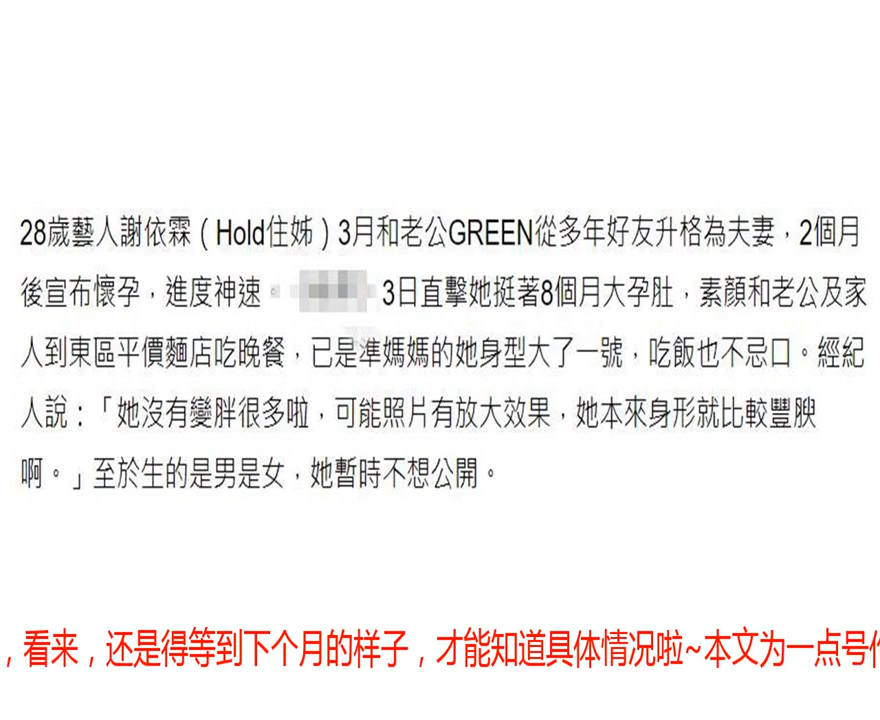 28歲藝人謝依霖（Hold住姊）3月和老公GREEN從多年好友升格為夫妻，2個月
後宣布懷孕，進度神速。 3日直擊她挺著8個月大孕肚，素顏和老公及家
人到東區平價麵店吃晚餐，已是準媽媽的她身型大了一號，吃飯也不忌口。經紀
人說：「她沒有變胖很多啦，可能照片有放大效果，她本來身形就比較豐腴
啊。」至於生的是男是女，她暫時不想公開。
，看来，还是得等到下个月的样子，才能知道具体情况啦~本文为一点号作